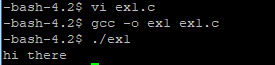 -bash-4.2$ vi ex1.c
-bash-4.2$ gcc -o ex1 ex1.c
-bash-4.2$ ./ex1
hi there